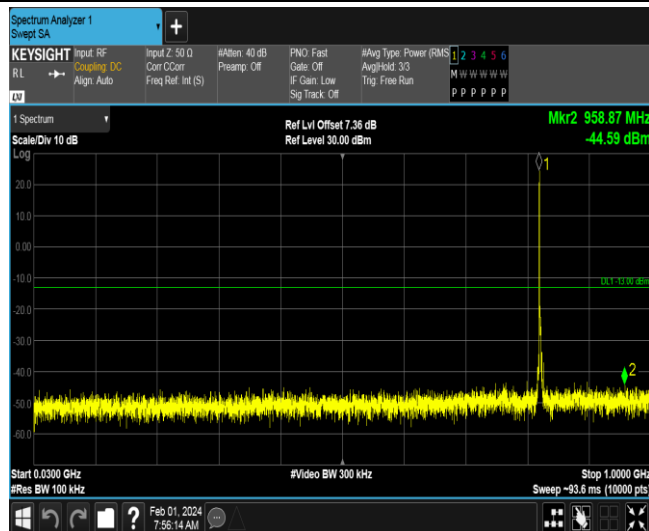 Spectrum Analyzer 1
Swept SA
+
KEYSIGHT
RL
LXI
Input: RF
Coupling: DC
Align: Auto
Input Z: 50 Ω
Corr CCorr
Freq Ref: Int (S)
#Atten: 40 dB
Preamp: Off
PNO: Fast
Gate: Off
IF Gain: Low
Sig Track: Off
#Avg Type: Power (RMS
Avg|Hold: 3/3
Trig: Free Run
1 2 3 4 5 6
M W W W W W
P P P P P P
1 Spectrum
Scale/Div 10 dB
Ref Lvl Offset 7.36 dB
Ref Level 30.00 dBm
Mkr2 958.87 MHz
-44.59 dBm
Log
1
20.0
10.0
0.00
-10.0
DL1 -13.00 dBm
-20.0
-30.0
-40.0
2
-50.0
-60.0
Start 0.0300 GHz
#Res BW 100 kHz
#Video BW 300 kHz
Stop 1.0000 GHz
Sweep ~93.6 ms (10000 pts)
?
Feb 01, 2024
7:56:14 AM